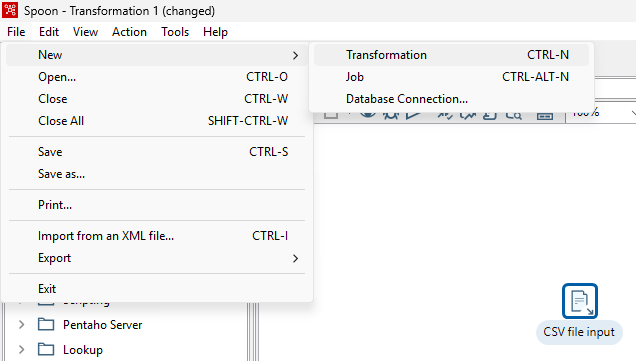 Spoon - Transformation 1 (changed)
File Edit View Action Tools Help
New
Transformation CTRL-N
Open... CTRL-O
Job CTRL-ALT-N
Close CTRL-W
Database Connection...
Close All SHIFT-CTRL-W
100%
Save CTRL-S
Save as...
Print...
Import from an XML file... CTRL-I
Export
Exit
Scripting
CSV file input
Pentaho Server
Lookup